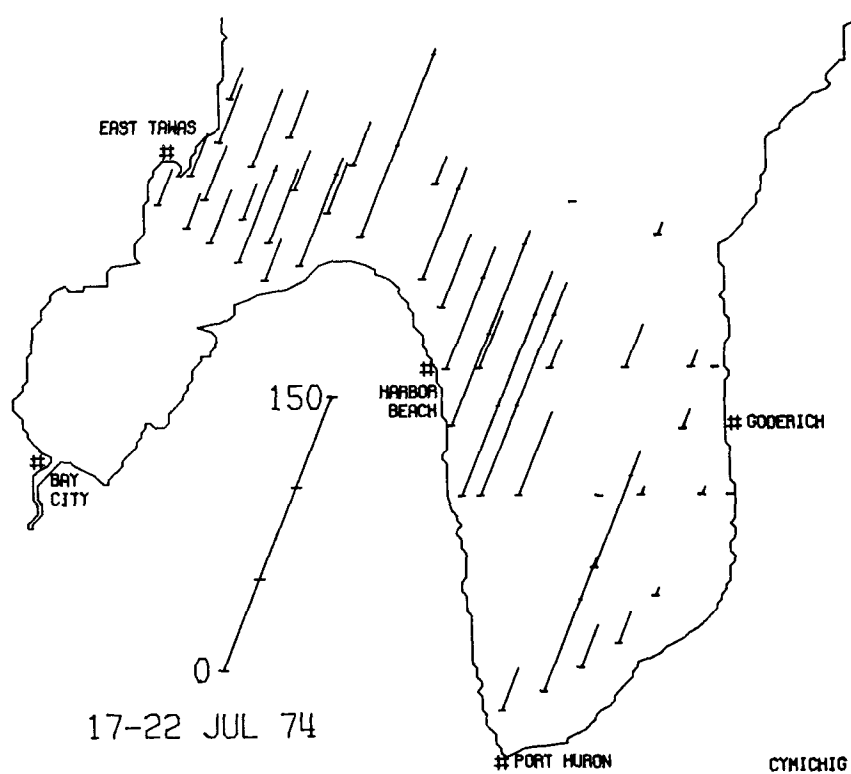 EAST TAWAS
#
150
#
HARBOR
BEACH
# GODERICH
#
BAY
CITY
0
17-22 JUL 74
# PORT HURON
CYMICHIG